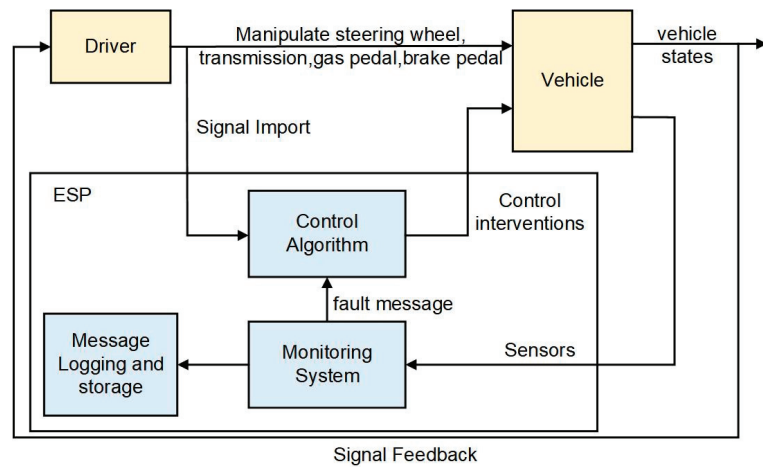 Driver
Manipulate steering wheel,
transmission,gas pedal,brake pedal
Vehicle
vehicle
states
Signal Import
ESP
Control
Algorithm
Control
interventions
fault message
Message
Logging and
storage
Monitoring
System
Sensors
Signal Feedback